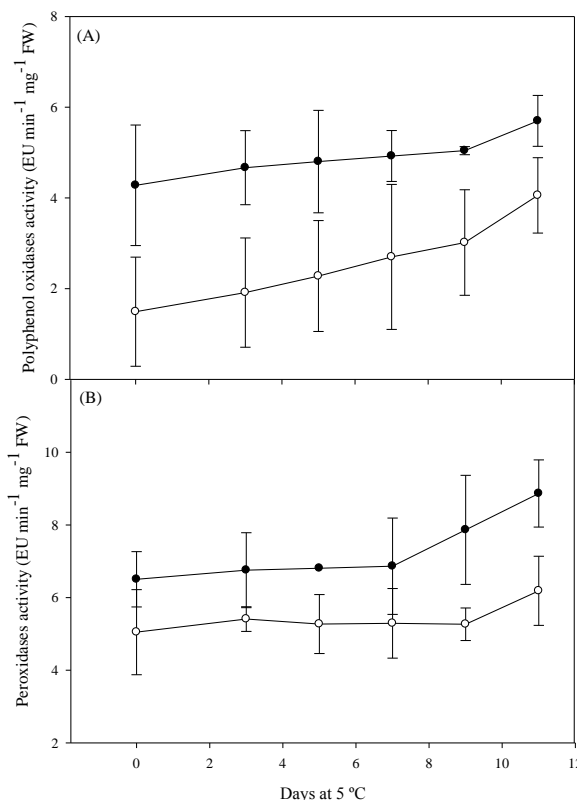 (A)
Polyphenol oxidases activity (EU min⁻¹ mg⁻¹ FW)
8
6
4
2
0
(B)
Peroxidases activity (EU min⁻¹ mg⁻¹ FW)
10
8
6
4
2
0 2 4 6 8 10 12
Days at 5 ºC